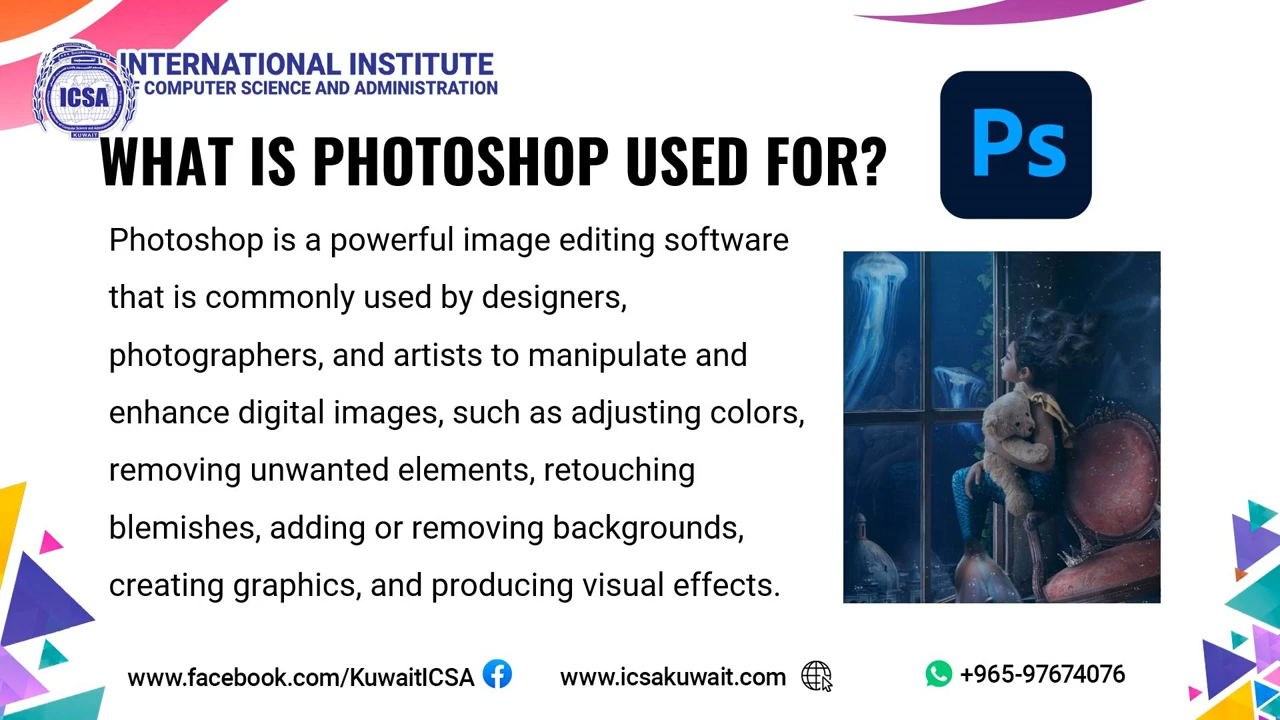 INTERNATIONAL INSTITUTE
OF COMPUTER SCIENCE AND ADMINISTRATION
ICSA
KUWAIT
WHAT IS PHOTOSHOP USED FOR?
Ps
Photoshop is a powerful image editing software
that is commonly used by designers,
photographers, and artists to manipulate and
enhance digital images, such as adjusting colors,
removing unwanted elements, retouching
blemishes, adding or removing backgrounds,
creating graphics, and producing visual effects.
www.facebook.com/KuwaitICSA
www.icsakuwait.com
+965-97674076